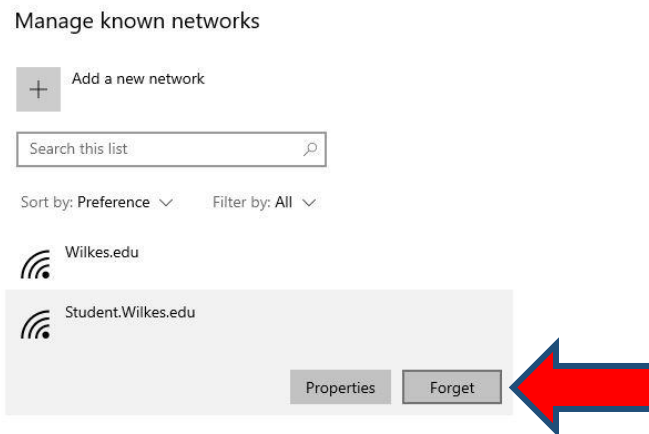 Manage known networks
Add a new network
Search this list
Sort by: Preference Filter by: All
Wilkes.edu
Student.Wilkes.edu
Properties Forget